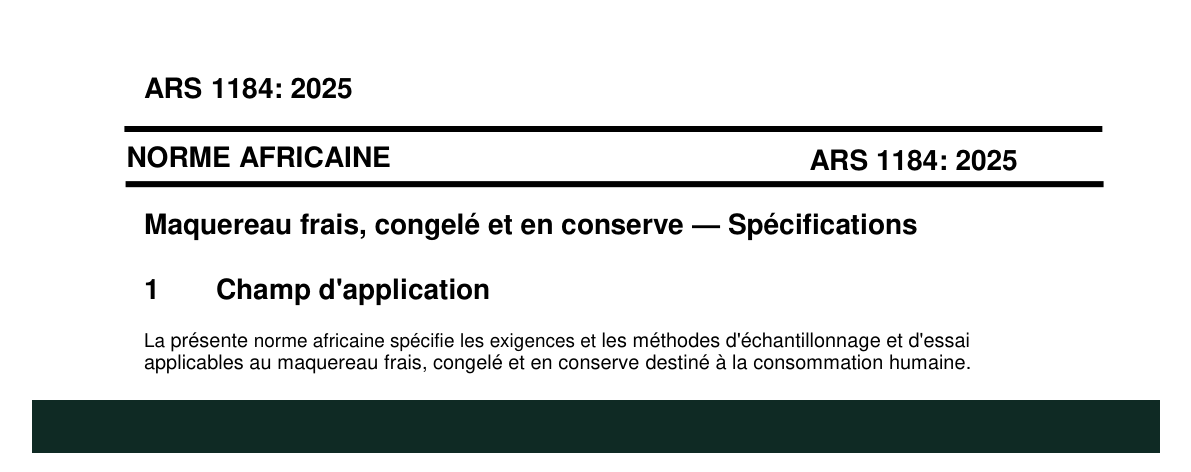 ARS 1184: 2025
NORME AFRICAINE ARS 1184: 2025
Maquereau frais, congelé et en conserve — Spécifications
1 Champ d'application
La présente norme africaine spécifie les exigences et les méthodes d'échantillonnage et d'essai
applicables au maquereau frais, congelé et en conserve destiné à la consommation humaine.